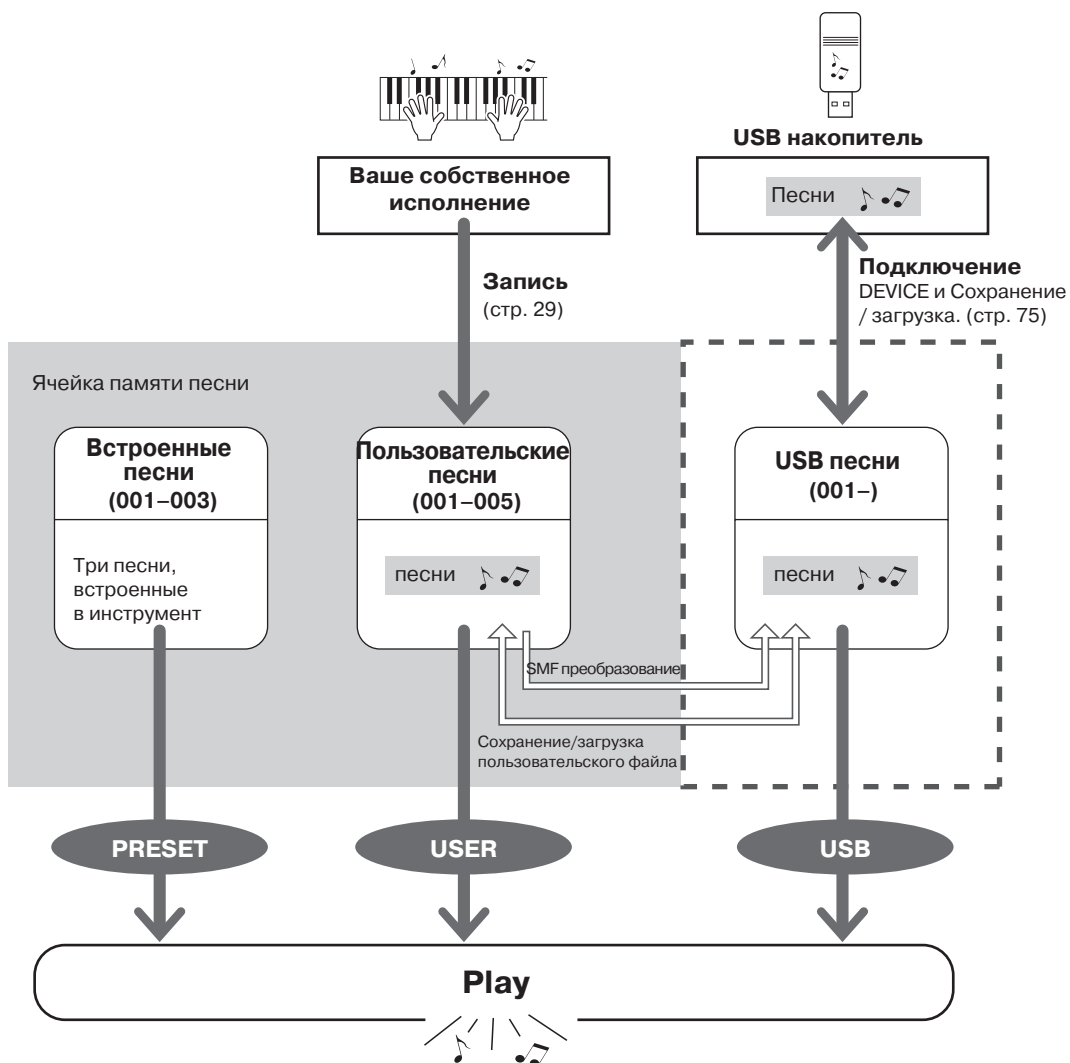 USB накопитель
Песни
Ваше собственное
исполнение
Запись
(стр. 29)
Подключение
DEVICE и Сохранение
/ загрузка. (стр. 75)
Ячейка памяти песни
Встроенные
песни
(001–003)
Три песни,
встроенные
в инструмент
Пользовательские
песни
(001–005)
песни
USB песни
(001–)
песни
SMF преобразование
Сохранение/загрузка
пользовательского файла
PRESET
USER
USB
Play